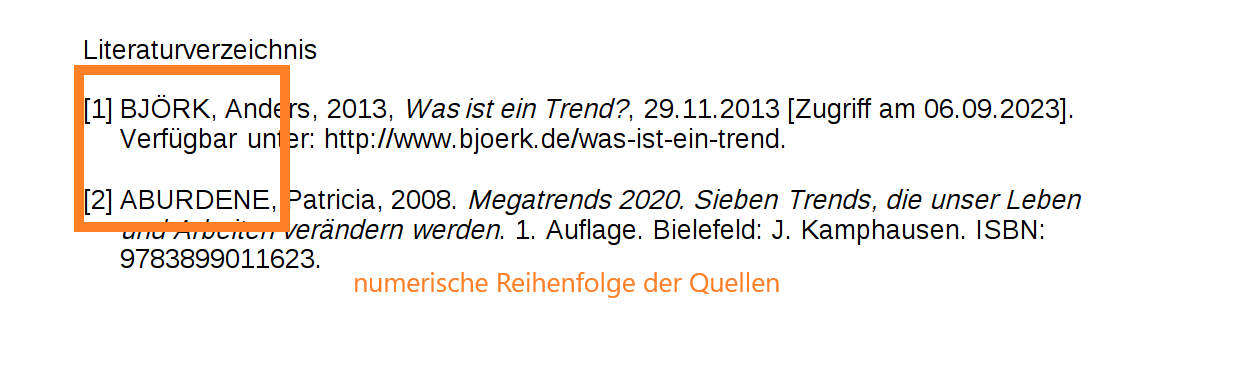 Literaturverzeichnis
[1] BJÖRK, Anders, 2013, Was ist ein Trend?, 29.11.2013 [Zugriff am 06.09.2023].
Verfügbar unter: http://www.bjoerk.de/was-ist-ein-trend.
[2] ABURDENE, Patricia, 2008. Megatrends 2020. Sieben Trends, die unser Leben
und Arbeiten verändern werden. 1. Auflage. Bielefeld: J. Kamphausen. ISBN:
9783899011623.
numerische Reihenfolge der Quellen